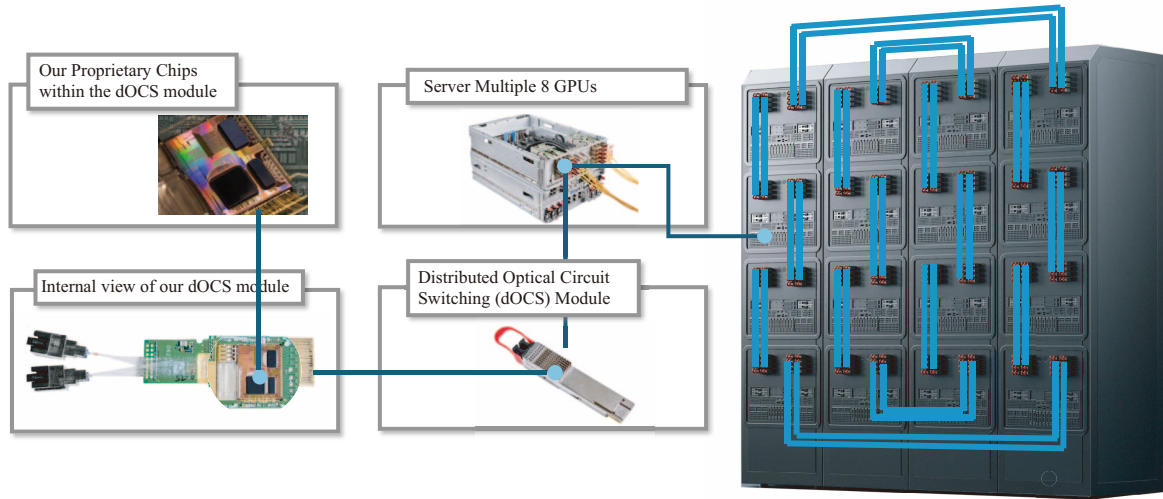 Our Proprietary Chips
within the dOCS module
Server Multiple 8 GPUs
Internal view of our dOCS module
Distributed Optical Circuit
Switching (dOCS) Module